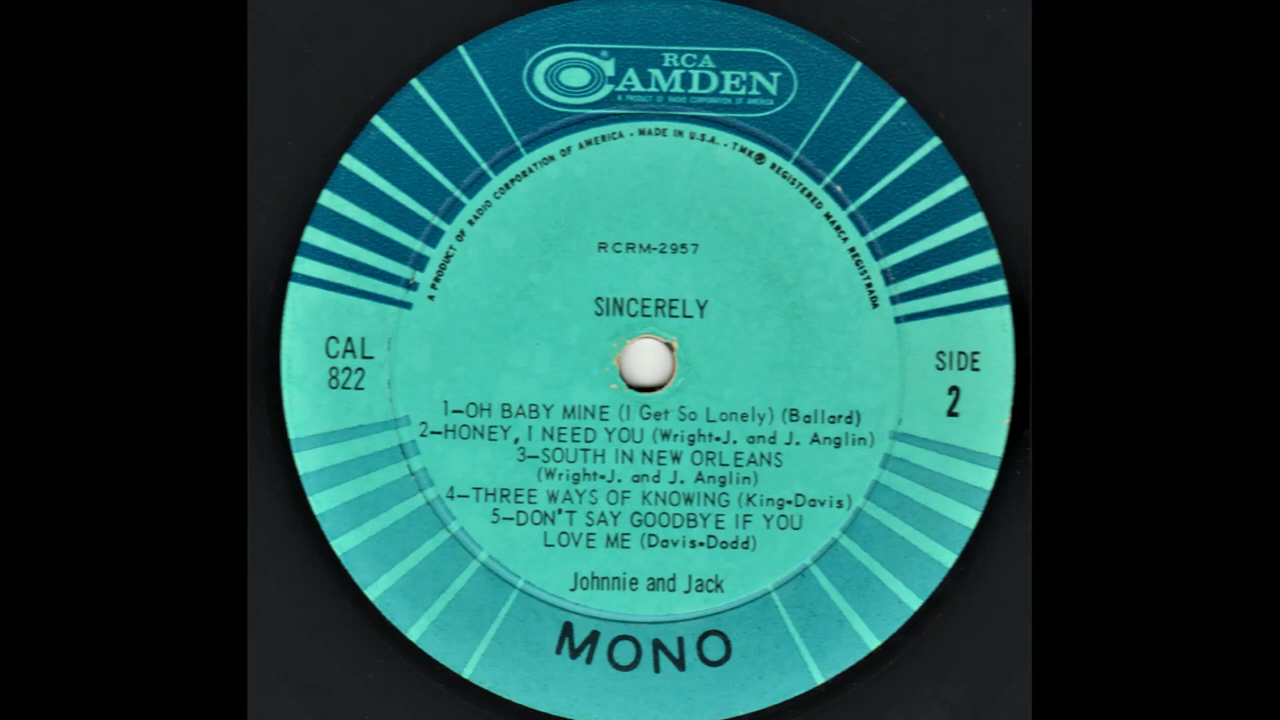 RCA
CAMDEN
A PRODUCT OF RADIO CORPORATION OF AMERICA
A PRODUCT OF RADIO CORPORATION OF AMERICA - MADE IN U.S.A. - TMK ® REGISTERED MARCA REGISTRADA
RCRM-2957
SINCERELY
CAL
822
SIDE
2
1-OH BABY MINE (I Get So Lonely) (Ballard)
2-HONEY, I NEED YOU (Wright-J. and J. Anglin)
3-SOUTH IN NEW ORLEANS
(Wright-J. and J. Anglin)
4-THREE WAYS OF KNOWING (King-Davis)
5-DON'T SAY GOODBYE IF YOU
LOVE ME (Davis-Dodd)
Johnnie and Jack
MONO